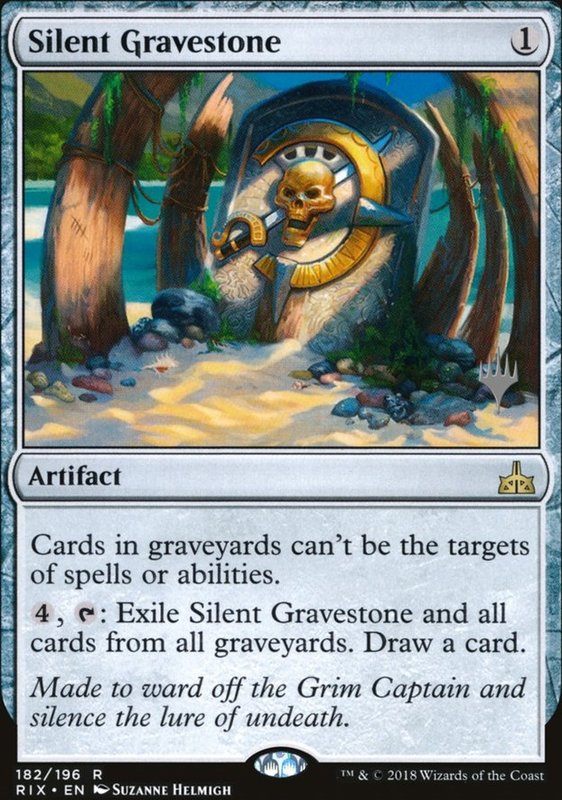 Silent Gravestone 1
Artifact
Cards in graveyards can't be the targets
of spells or abilities.
4, : Exile Silent Gravestone and all
cards from all graveyards. Draw a card.
Made to ward off the Grim Captain and
silence the lure of undeath.
182/196 R
RIX • EN SUZANNE HELMIGH
™ & © 2018 Wizards of the Coast